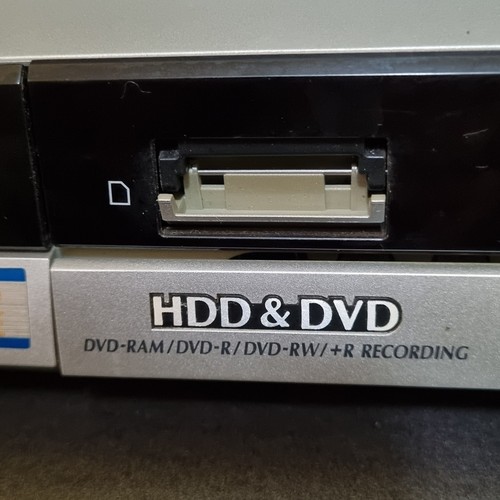 HDD & DVD
DVD-RAM/DVD-R/DVD-RW/+R RECORDING